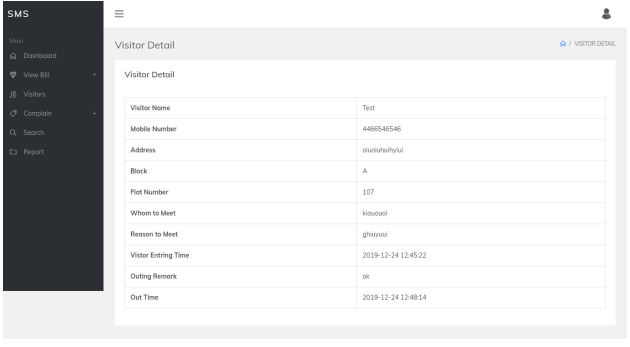 SMS
Main
Dashboard
View Bill +
Visitors
Complain +
Search
Report
Visitor Detail
/ VISITOR DETAIL
Visitor Detail
Visitor Name Test
Mobile Number 4466546546
Address oiuoiuhuihyiui
Block A
Flat Number 107
Whom to Meet kiououoi
Reason to Meet ghiuyuui
Vistor Entring Time 2019-12-24 12:45:22
Outing Remark ok
Out Time 2019-12-24 12:48:14